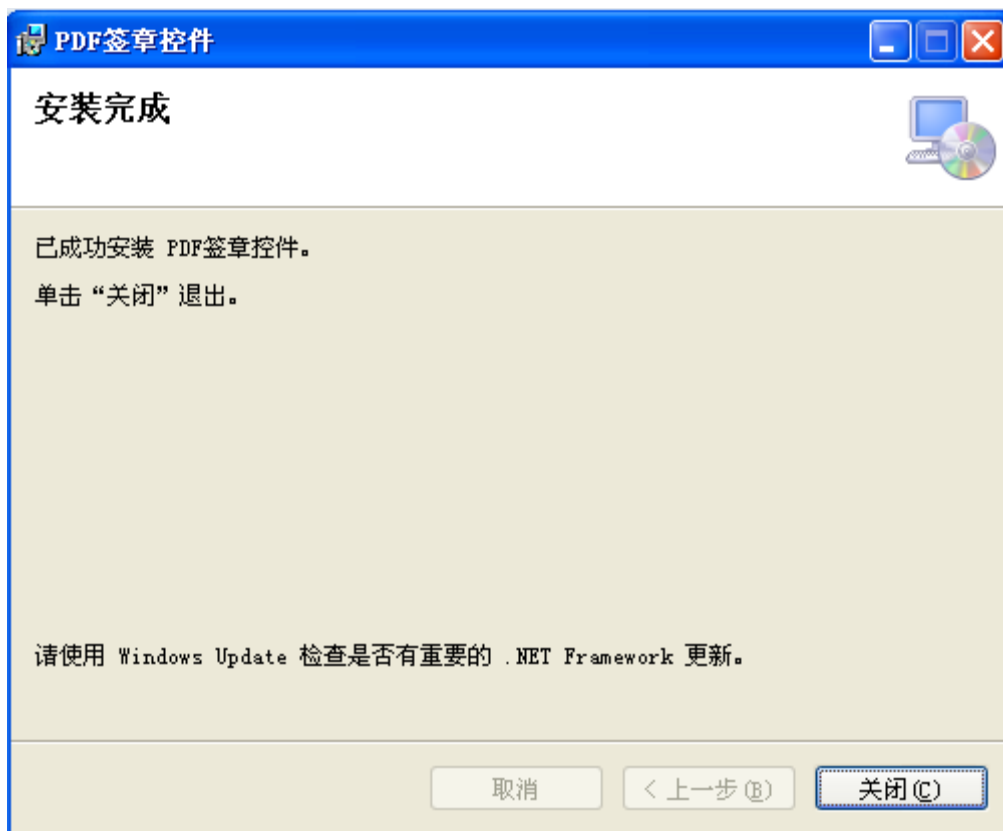 PDF签章控件
安装完成
已成功安装 PDF签章控件。
单击“关闭”退出。
请使用 Windows Update 检查是否有重要的 .NET Framework 更新。
取消
< 上一步(B)
关闭(C)